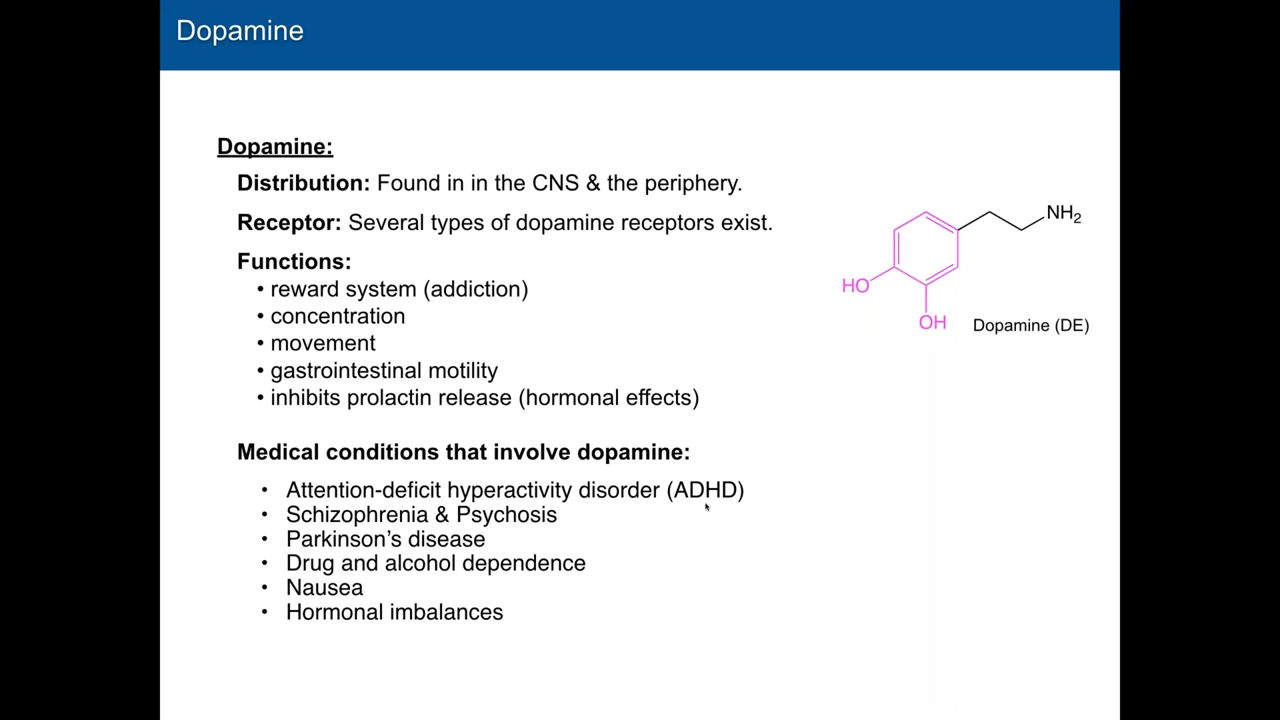 Dopamine
Dopamine:
Distribution: Found in in the CNS & the periphery.
Receptor: Several types of dopamine receptors exist.
Functions:
• reward system (addiction)
• concentration
• movement
• gastrointestinal motility
• inhibits prolactin release (hormonal effects)
NH2
HO
OH
Dopamine (DE)
Medical conditions that involve dopamine:
• Attention-deficit hyperactivity disorder (ADHD)
• Schizophrenia & Psychosis
• Parkinson’s disease
• Drug and alcohol dependence
• Nausea
• Hormonal imbalances